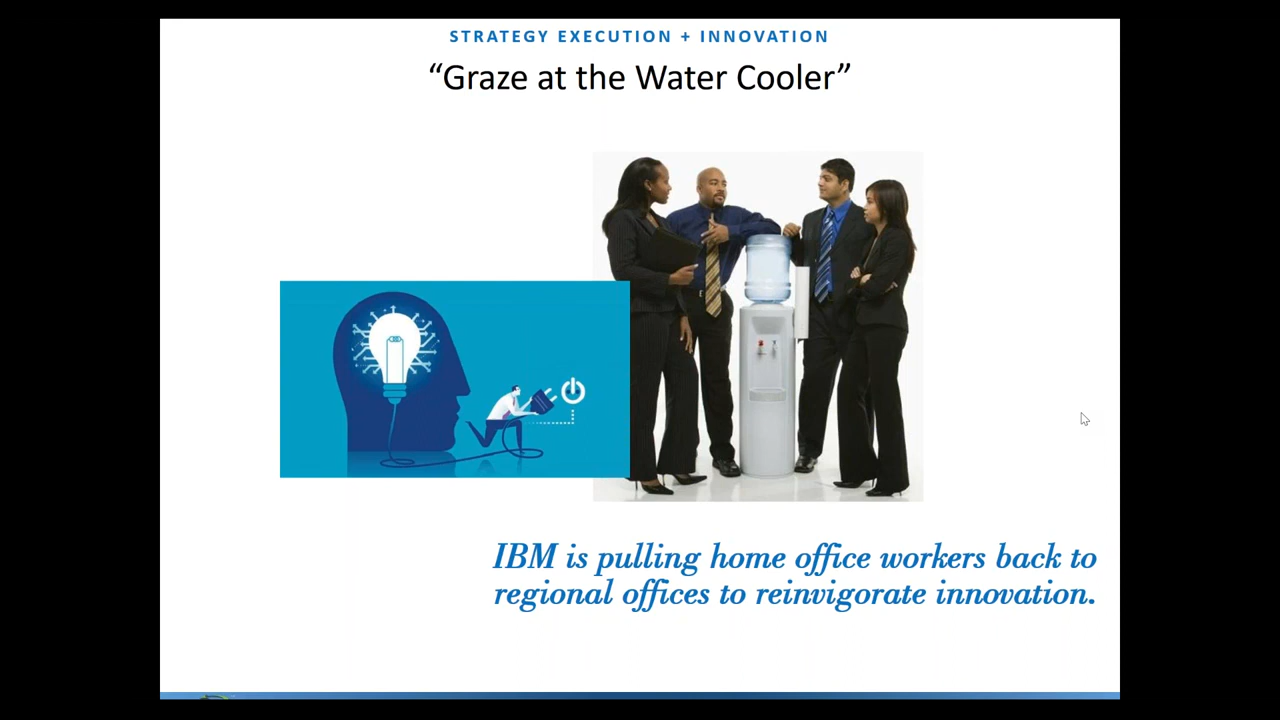 STRATEGY EXECUTION + INNOVATION
“Graze at the Water Cooler”
IBM is pulling home office workers back to
regional offices to reinvigorate innovation.